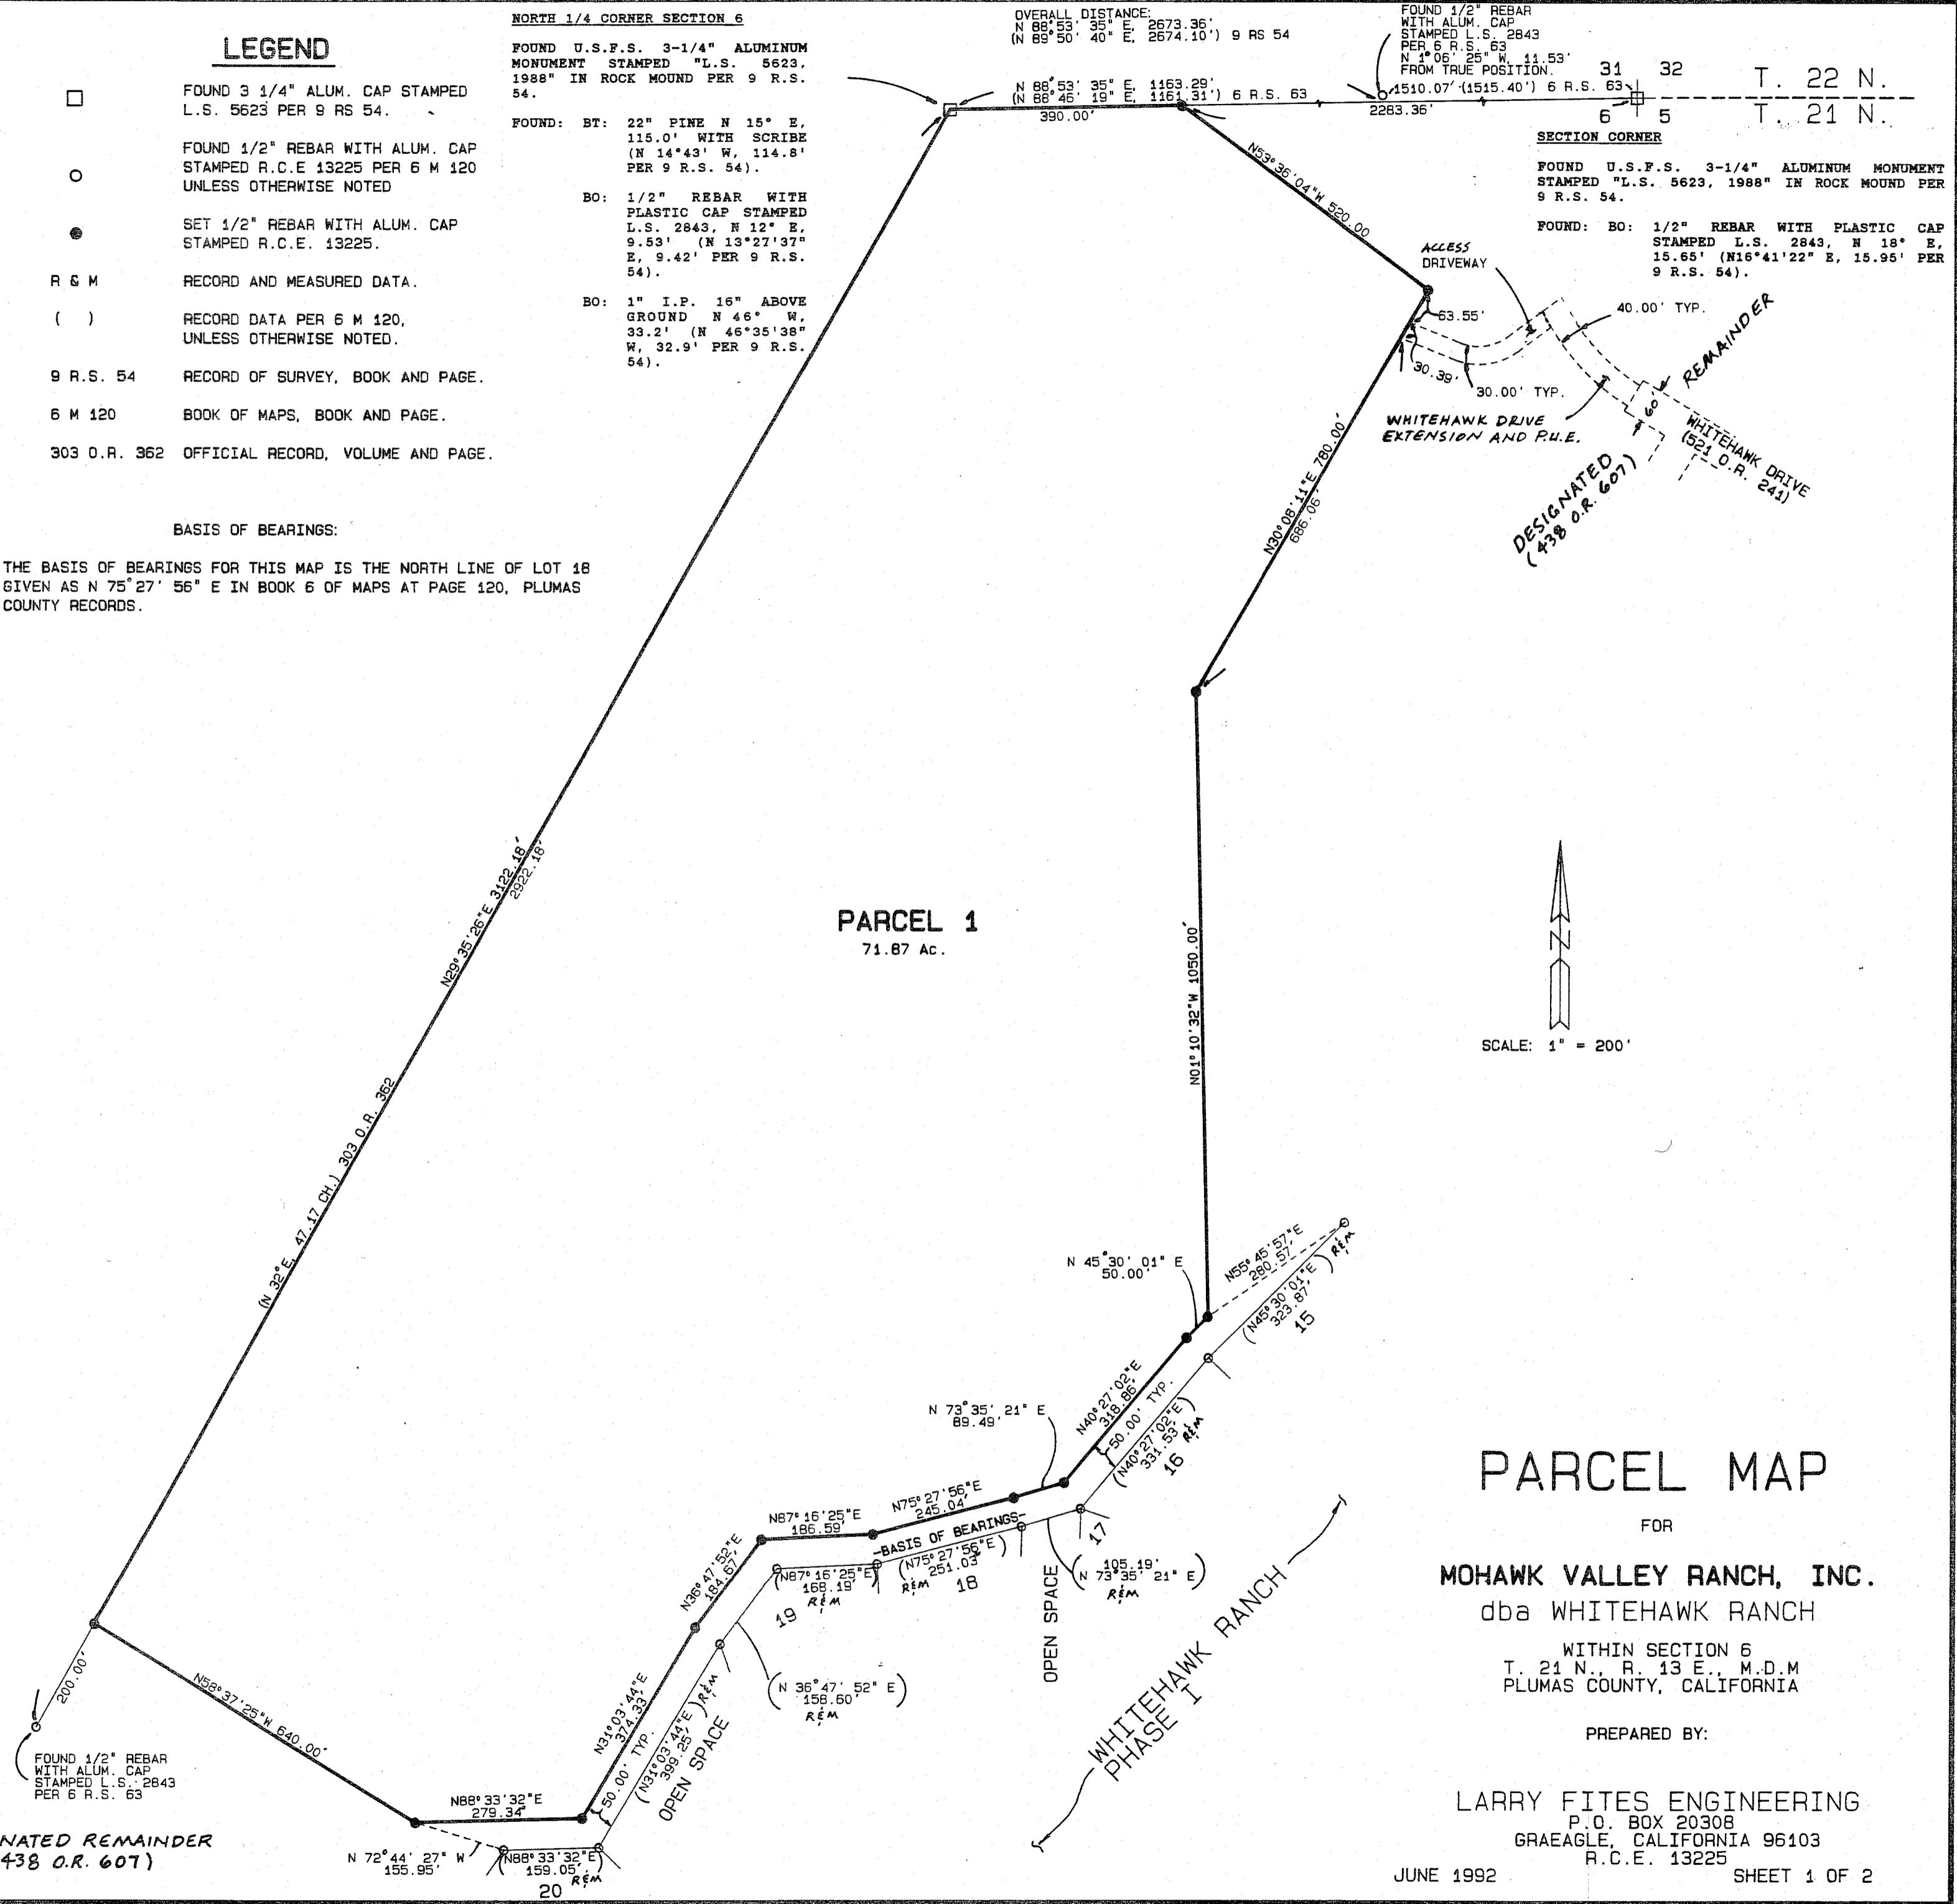 LEGEND
FOUND 3 1/4" ALUM. CAP STAMPED
L.S. 5623 PER 9 RS 54.
FOUND 1/2" REBAR WITH ALUM. CAP
STAMPED R.C.E 13225 PER 6 M 120
UNLESS OTHERWISE NOTED
SET 1/2" REBAR WITH ALUM. CAP
STAMPED R.C.E. 13225.
R & M RECORD AND MEASURED DATA.
( ) RECORD DATA PER 6 M 120,
UNLESS OTHERWISE NOTED.
9 R.S. 54 RECORD OF SURVEY, BOOK AND PAGE.
6 M 120 BOOK OF MAPS, BOOK AND PAGE.
303 O.R. 362 OFFICIAL RECORD, VOLUME AND PAGE.
BASIS OF BEARINGS:
THE BASIS OF BEARINGS FOR THIS MAP IS THE NORTH LINE OF LOT 18
GIVEN AS N 75°27' 56" E IN BOOK 6 OF MAPS AT PAGE 120, PLUMAS
COUNTY RECORDS.
NORTH 1/4 CORNER SECTION 6
FOUND U.S.F.S. 3-1/4" ALUMINUM
MONUMENT STAMPED "L.S. 5623,
1988" IN ROCK MOUND PER 9 R.S.
54.
FOUND: BT: 22" PINE N 15° E,
115.0' WITH SCRIBE
(N 14°43' W, 114.8'
PER 9 R.S. 54).
BO: 1/2" REBAR WITH
PLASTIC CAP STAMPED
L.S. 2843, N 12° E,
9.53' (N 13°27'37"
E, 9.42' PER 9 R.S.
54).
BO: 1" I.P. 16" ABOVE
GROUND N 46° W,
33.2' (N 46°35'38"
W, 32.9' PER 9 R.S.
54).
OVERALL DISTANCE:
N 88°53' 35" E, 2673.36'
(N 89°50' 40" E, 2674.10') 9 RS 54
N 88°53' 35" E, 1163.29'
(N 88°46' 19" E, 1161.31') 6 R.S. 63
390.00'
FOUND 1/2" REBAR
WITH ALUM. CAP
STAMPED L.S. 2843
PER 6 R.S. 63
N 1°06' 25" W, 11.53'
FROM TRUE POSITION.
1510.07' (1515.40') 6 R.S. 63
2283.36'
31 32
6 5
T. 22 N.
T. 21 N.
SECTION CORNER
FOUND U.S.F.S. 3-1/4" ALUMINUM MONUMENT
STAMPED "L.S. 5623, 1988" IN ROCK MOUND PER
9 R.S. 54.
FOUND: BO: 1/2" REBAR WITH PLASTIC CAP
STAMPED L.S. 2843, N 18° E,
15.65' (N16°41'22" E, 15.95' PER
9 R.S. 54).
N53°36'04"W 520.00
ACCESS
DRIVEWAY
63.55'
30.39'
30.00' TYP.
40.00' TYP.
60'
WHITEHAWK DRIVE
EXTENSION AND P.U.E.
WHITEHAWK DRIVE
(521 O.R. 241)
DESIGNATED
(438 O.R. 607)
REMAINDER
N30°08'11"E 780.00'
686.06'
N29°35'26"E 3122.18'
2922.18'
(N 32°E, 47.17 CH.) 303 O.R. 362
PARCEL 1
71.87 Ac.
N01°10'32"W 1050.00'
N
SCALE: 1" = 200'
N 45°30' 01" E
50.00'
N55°45'57"E
280.57'
(N45°30'01"E)
323.87' R&M
15
N40°27'02"E
318.86'
50.00' TYP.
(N40°27'02"E)
331.53' R&M
16
N 73°35' 21" E
89.49'
N75°27'56"E
245.04'
-BASIS OF BEARINGS-
(N75°27'56"E)
251.03'
R&M
18
17
105.19'
(N 73°35' 21" E)
R&M
OPEN SPACE
N87°16'25"E
186.59'
(N87°16'25"E)
168.19'
R&M
19
N36°47'52"E
184.67'
(N 36°47' 52" E)
158.60'
R&M
N31°03'44"E
374.33'
50.00' TYP.
(N31°03'44"E) R&M
399.25'
OPEN SPACE
WHITEHAWK RANCH
PHASE I
200.00'
N58°37'25"W 640.00'
FOUND 1/2" REBAR
WITH ALUM. CAP
STAMPED L.S. 2843
PER 6 R.S. 63
N88°33'32"E
279.34'
N 72°44' 27" W
155.95'
(N88°33'32"E)
159.05'
R&M
20
NATED REMAINDER
438 O.R. 607)
PARCEL MAP
FOR
MOHAWK VALLEY RANCH, INC.
dba WHITEHAWK RANCH
WITHIN SECTION 6
T. 21 N., R. 13 E., M.D.M
PLUMAS COUNTY, CALIFORNIA
PREPARED BY:
LARRY FITES ENGINEERING
P.O. BOX 20308
GRAEAGLE, CALIFORNIA 96103
R.C.E. 13225
JUNE 1992 SHEET 1 OF 2